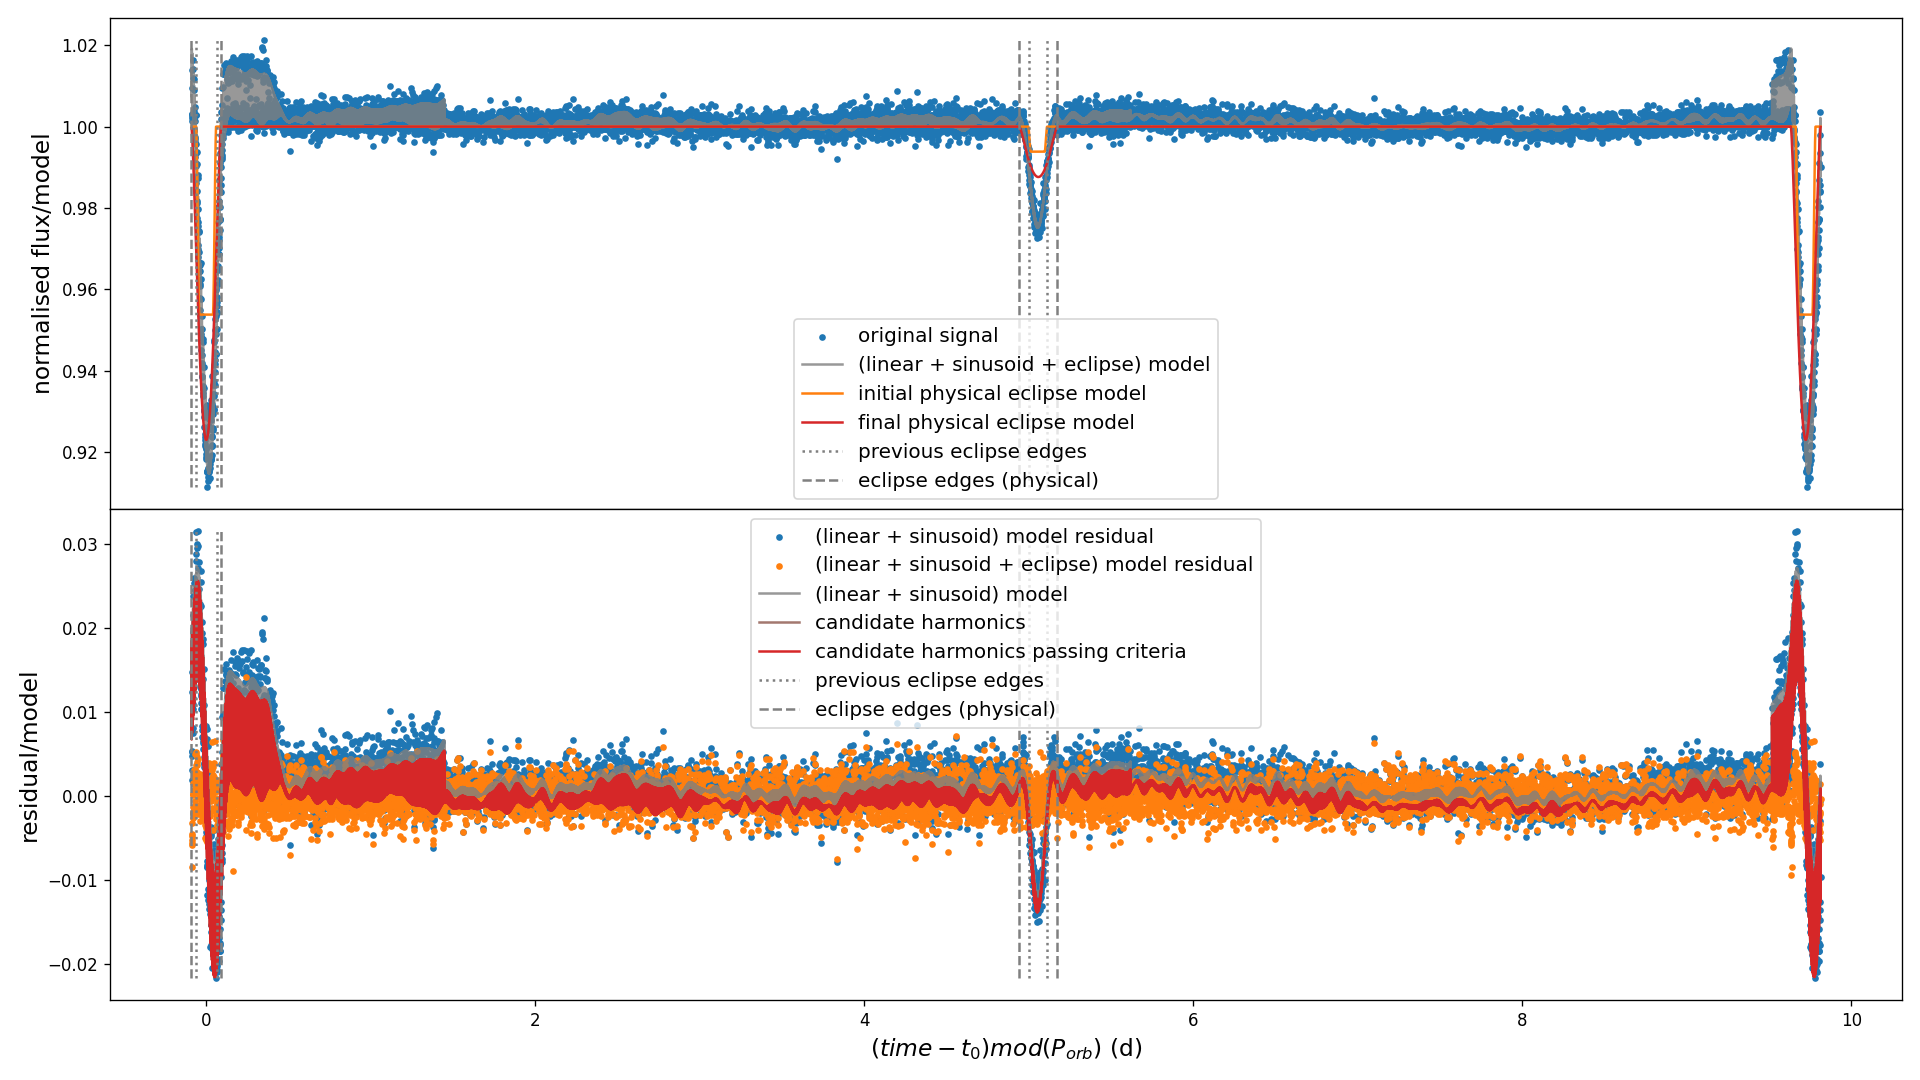 normalised flux/model
1.02
1.00
0.98
0.96
0.94
0.92
original signal
(linear + sinusoid + eclipse) model
initial physical eclipse model
final physical eclipse model
previous eclipse edges
eclipse edges (physical)
residual/model
0.03
0.02
0.01
0.00
−0.01
−0.02
(linear + sinusoid) model residual
(linear + sinusoid + eclipse) model residual
(linear + sinusoid) model
candidate harmonics
candidate harmonics passing criteria
previous eclipse edges
eclipse edges (physical)
0 2 4 6 8 10
(time − t₀)mod(Pₒᵣb) (d)